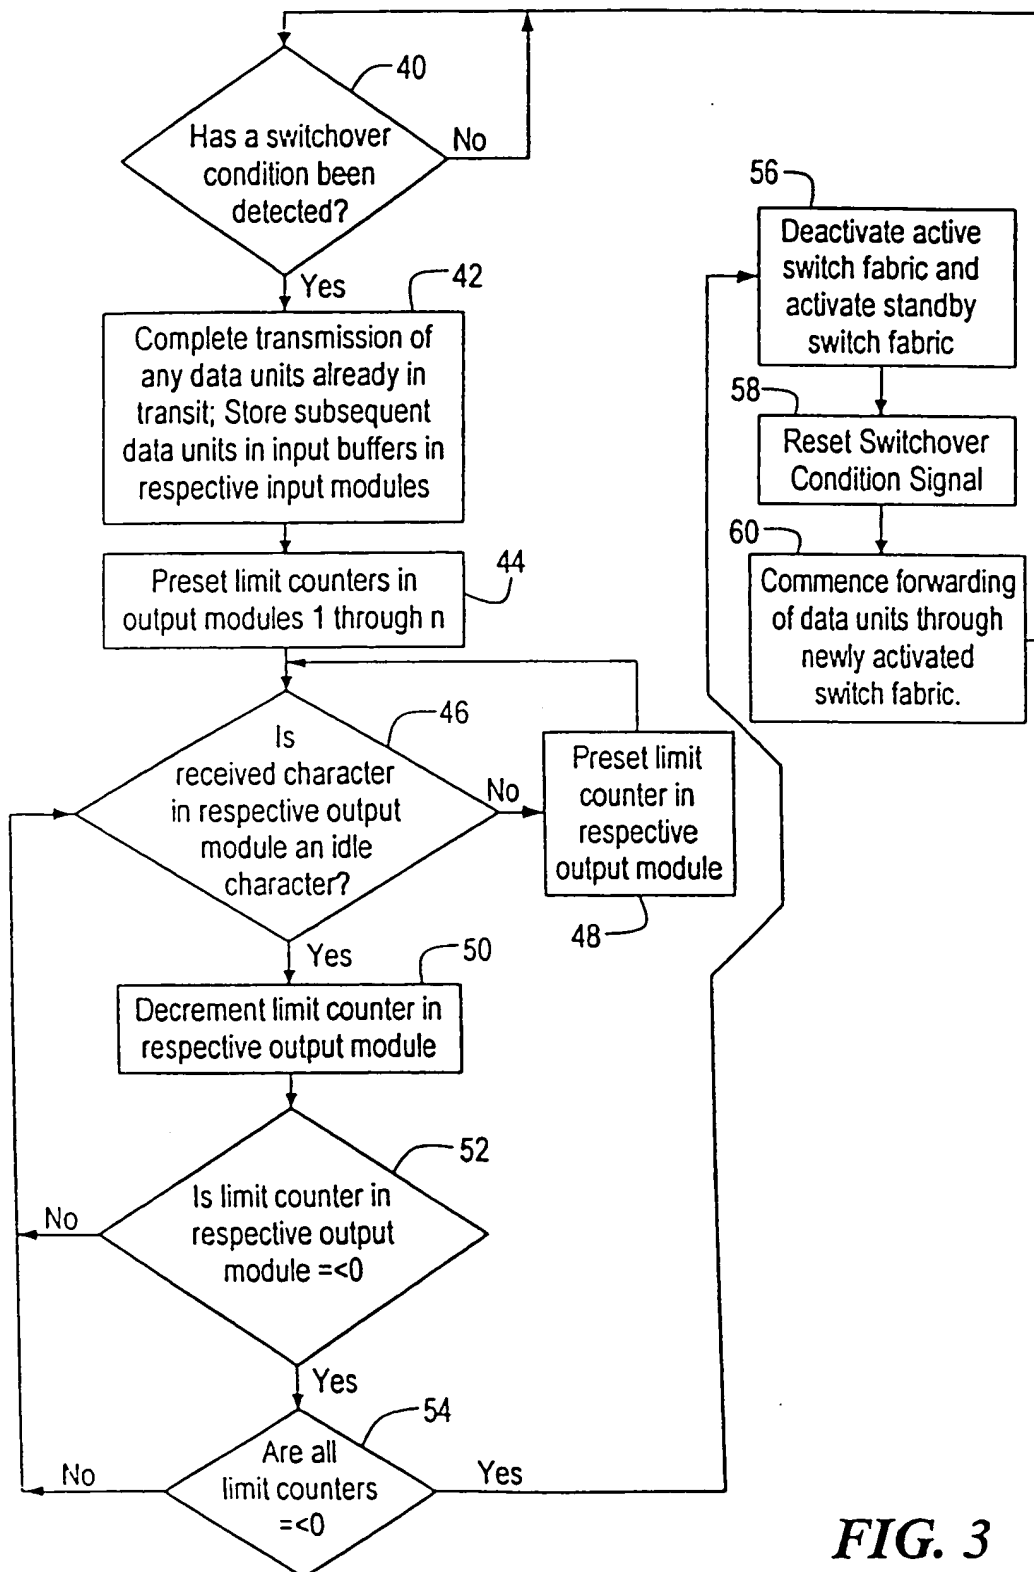 40
Has a switchover
condition been
detected?
No
Yes
42
Complete transmission of
any data units already in
transit; Store subsequent
data units in input buffers in
respective input modules
44
Preset limit counters in
output modules 1 through n
46
Is
received character
in respective output
module an idle
character?
No
Preset limit
counter in
respective
output module
48
Yes
50
Decrement limit counter in
respective output module
52
Is limit counter in
respective output
module =<0
No
Yes
54
Are all
limit counters
=<0
No
Yes
56
Deactivate active
switch fabric and
activate standby
switch fabric
58
Reset Switchover
Condition Signal
60
Commence forwarding
of data units through
newly activated
switch fabric.
FIG. 3